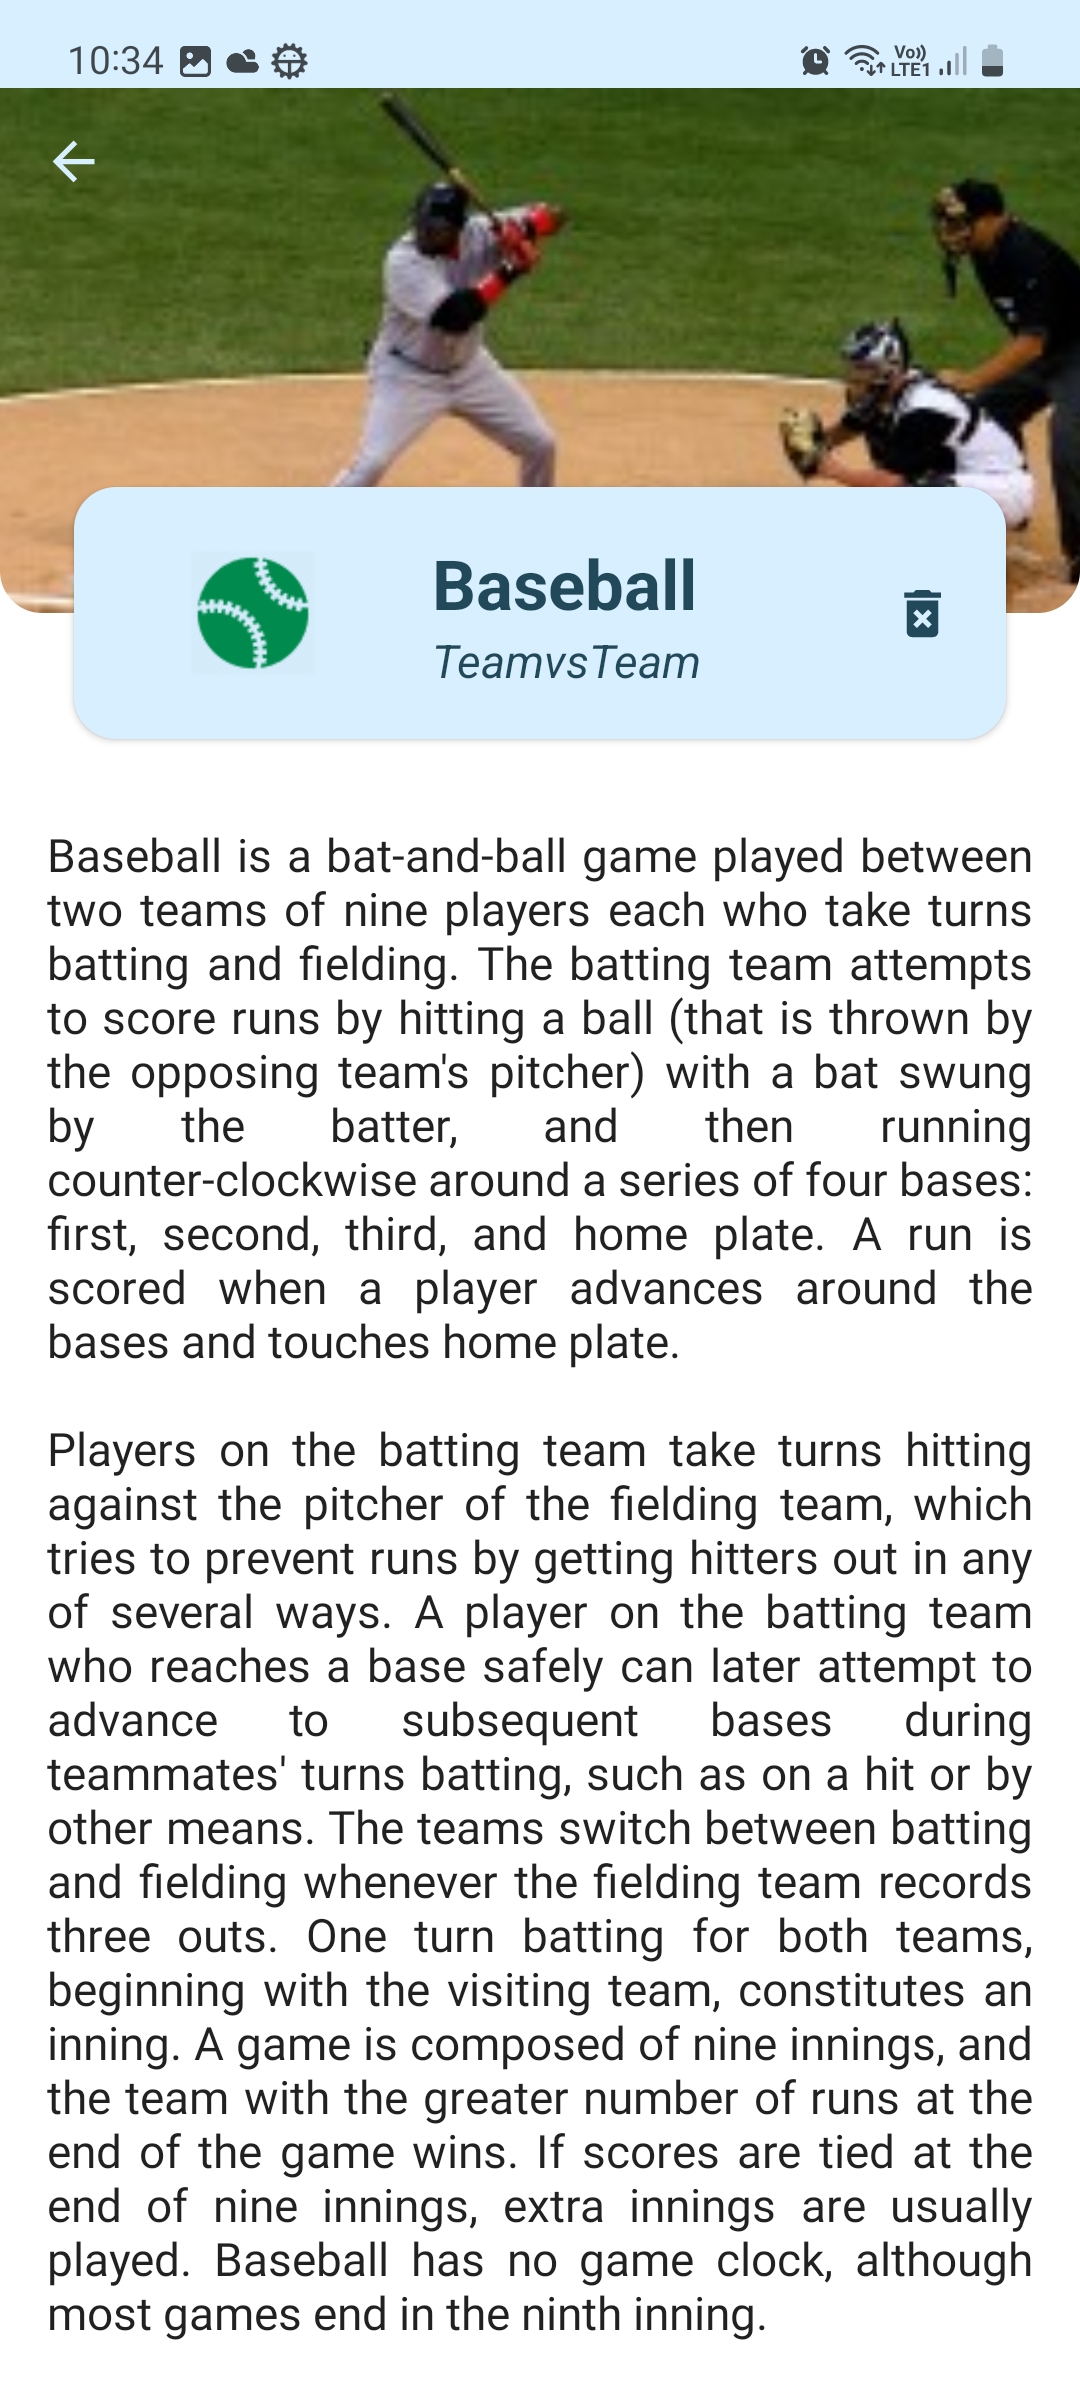 10:34
Vo))
LTE1
Baseball
TeamvsTeam
Baseball is a bat-and-ball game played between
two teams of nine players each who take turns
batting and fielding. The batting team attempts
to score runs by hitting a ball (that is thrown by
the opposing team's pitcher) with a bat swung
by the batter, and then running
counter-clockwise around a series of four bases:
first, second, third, and home plate. A run is
scored when a player advances around the
bases and touches home plate.
Players on the batting team take turns hitting
against the pitcher of the fielding team, which
tries to prevent runs by getting hitters out in any
of several ways. A player on the batting team
who reaches a base safely can later attempt to
advance to subsequent bases during
teammates' turns batting, such as on a hit or by
other means. The teams switch between batting
and fielding whenever the fielding team records
three outs. One turn batting for both teams,
beginning with the visiting team, constitutes an
inning. A game is composed of nine innings, and
the team with the greater number of runs at the
end of the game wins. If scores are tied at the
end of nine innings, extra innings are usually
played. Baseball has no game clock, although
most games end in the ninth inning.